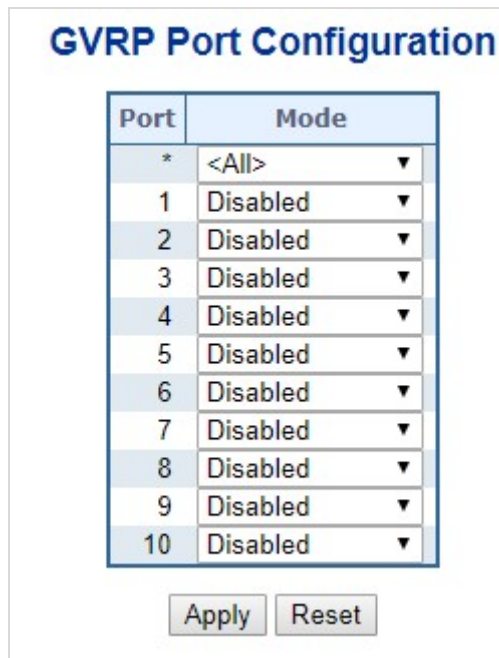 GVRP Port Configuration
Port Mode
* <All>
1 Disabled
2 Disabled
3 Disabled
4 Disabled
5 Disabled
6 Disabled
7 Disabled
8 Disabled
9 Disabled
10 Disabled
Apply Reset